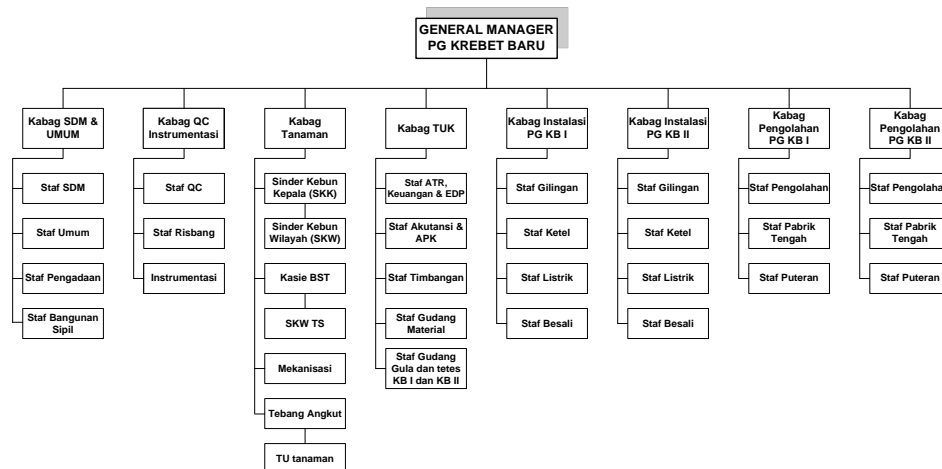 GENERAL MANAGER
PG KREBET BARU
Kabag SDM &
UMUM
Kabag QC
Instrumentasi
Kabag
Tanaman
Kabag TUK
Kabag Instalasi
PG KB I
Kabag Instalasi
PG KB II
Kabag
Pengolahan
PG KB I
Kabag
Pengolahan
PG KB II
Staf SDM
Staf Umum
Staf Pengadaan
Staf Bangunan
Sipil
Staf QC
Staf Risbang
Instrumentasi
Sinder Kebun
Kepala (SKK)
Sinder Kebun
Wilayah (SKW)
Kasie BST
SKW TS
Mekanisasi
Tebang Angkut
TU tanaman
Staf ATR,
Keuangan & EDP
Staf Akutansi &
APK
Staf Timbangan
Staf Gudang
Material
Staf Gudang
Gula dan tetes
KB I dan KB II
Staf Gilingan
Staf Ketel
Staf Listrik
Staf Besali
Staf Gilingan
Staf Ketel
Staf Listrik
Staf Besali
Staf Pengolahan
Staf Pabrik
Tengah
Staf Puteran
Staf Pengolahan
Staf Pabrik
Tengah
Staf Puteran